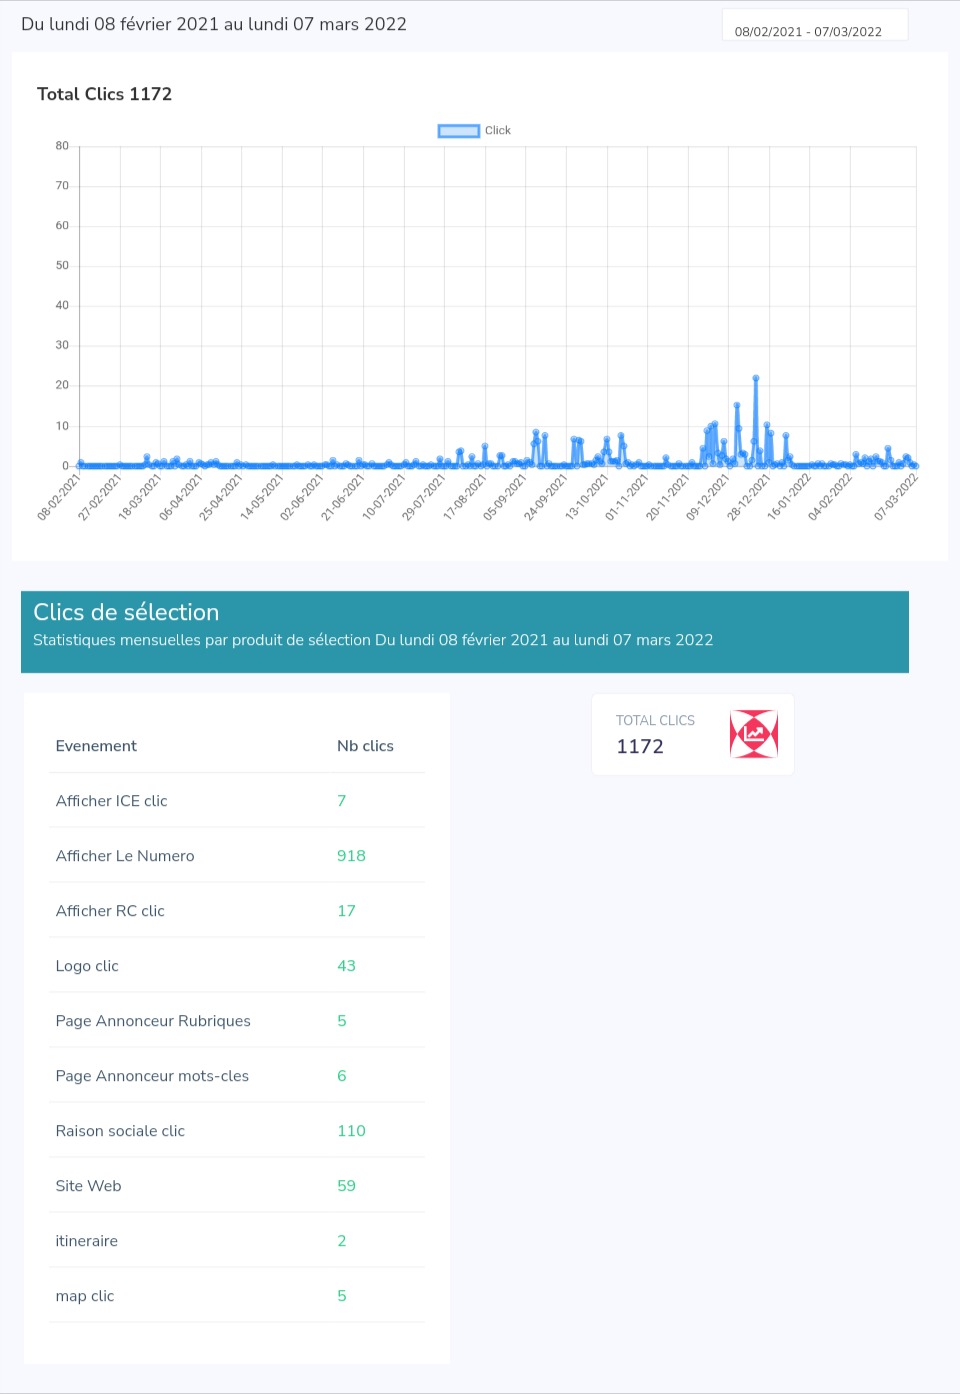 Du lundi 08 février 2021 au lundi 07 mars 2022
08/02/2021 - 07/03/2022
Total Clics 1172
Click
80
70
60
50
40
30
20
10
0
08-02-2021
27-02-2021
18-03-2021
06-04-2021
25-04-2021
14-05-2021
02-06-2021
21-06-2021
10-07-2021
29-07-2021
17-08-2021
05-09-2021
24-09-2021
13-10-2021
01-11-2021
20-11-2021
09-12-2021
28-12-2021
16-01-2022
04-02-2022
07-03-2022
Clics de sélection
Statistiques mensuelles par produit de sélection Du lundi 08 février 2021 au lundi 07 mars 2022
Evenement Nb clics
Afficher ICE clic 7
Afficher Le Numero 918
Afficher RC clic 17
Logo clic 43
Page Annonceur Rubriques 5
Page Annonceur mots-cles 6
Raison sociale clic 110
Site Web 59
itineraire 2
map clic 5
TOTAL CLICS
1172